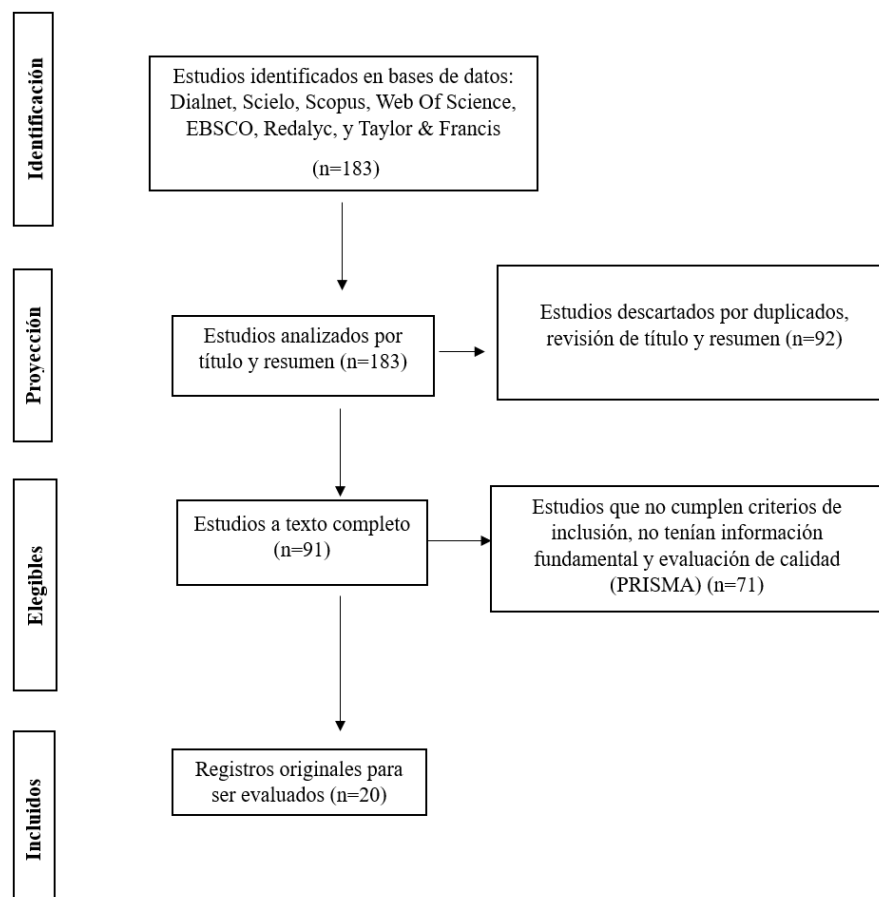 Identificación
Estudios identificados en bases de datos:
Dialnet, Scielo, Scopus, Web Of Science,
EBSCO, Redalyc, y Taylor & Francis
(n=183)
Proyección
Estudios analizados por
título y resumen (n=183)
Estudios descartados por duplicados,
revisión de título y resumen (n=92)
Elegibles
Estudios a texto completo
(n=91)
Estudios que no cumplen criterios de
inclusión, no tenían información
fundamental y evaluación de calidad
(PRISMA) (n=71)
Incluidos
Registros originales para
ser evaluados (n=20)